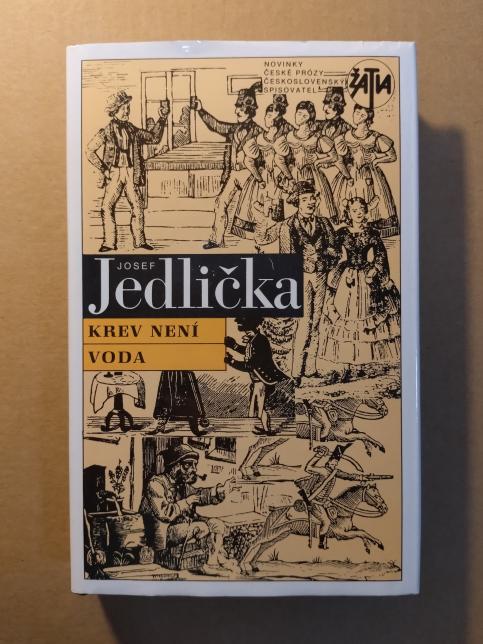 NOVINKY
ČESKÉ PRÓZY
ČESKOSLOVENSKÝ
SPISOVATEL
ŽATVA
JOSEF
Jedlička
KREV NENÍ
VODA